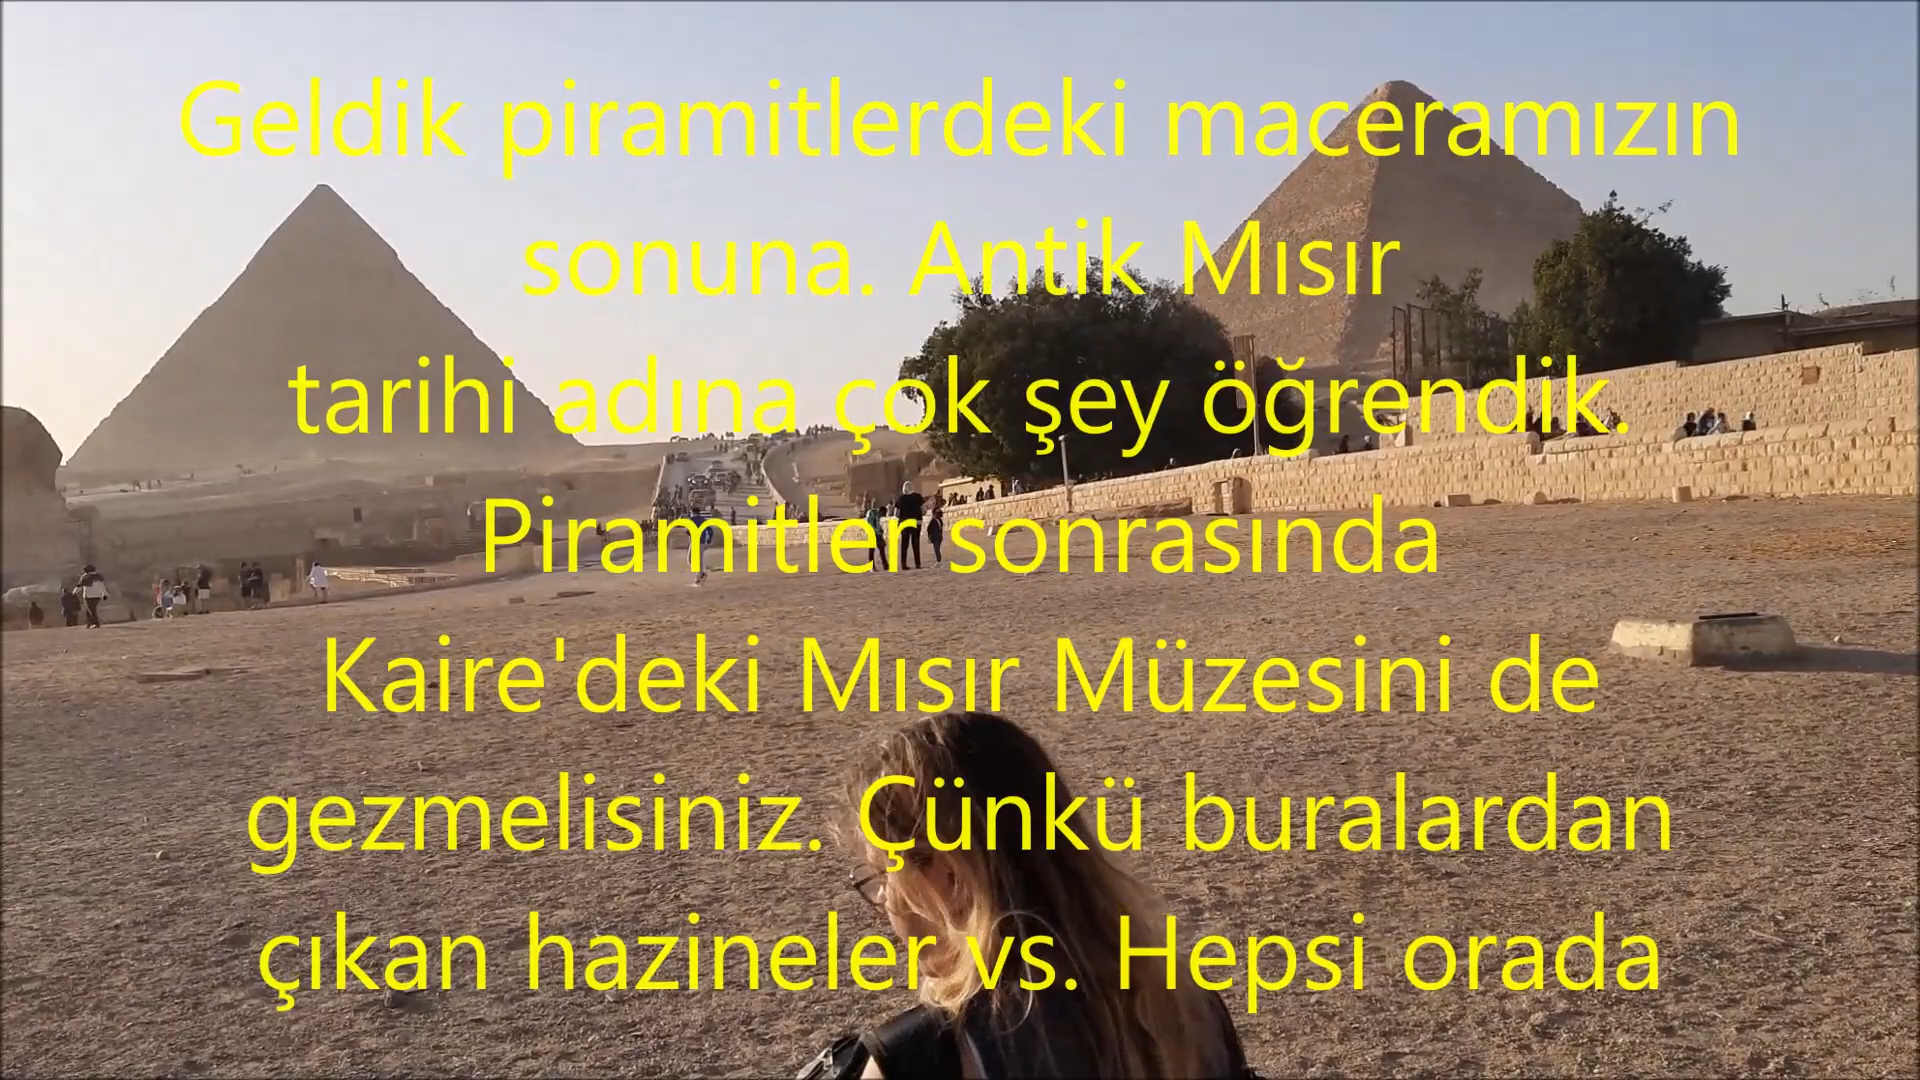 Geldik piramitlerdeki maceramızın
sonuna. Antik Mısır
tarihi adına çok şey öğrendik.
Piramitler sonrasında
Kaire'deki Mısır Müzesini de
gezmelisiniz. Çünkü buralardan
çıkan hazineler vs. Hepsi orada